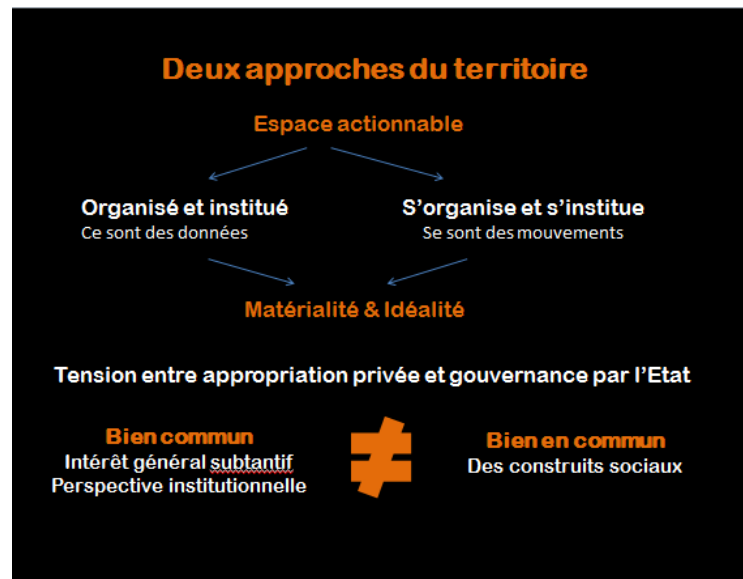 Deux approches du territoire
Espace actionnable
Organisé et institué
Ce sont des données
S'organise et s'institue
Se sont des mouvements
Matérialité & Idéalité
Tension entre appropriation privée et gouvernance par l'Etat
Bien commun
Intérêt général subtantif
Perspective institutionnelle
≠
Bien en commun
Des construits sociaux